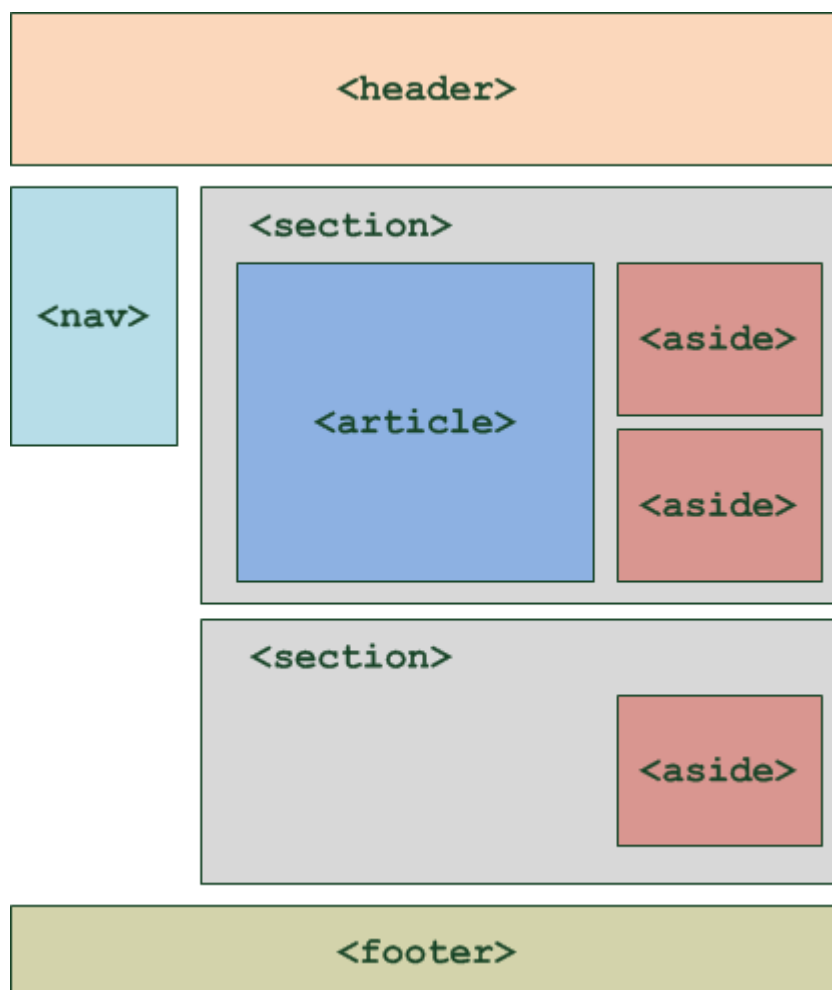 <header>
<nav>
<section>
<article>
<aside>
<aside>
<section>
<aside>
<footer>